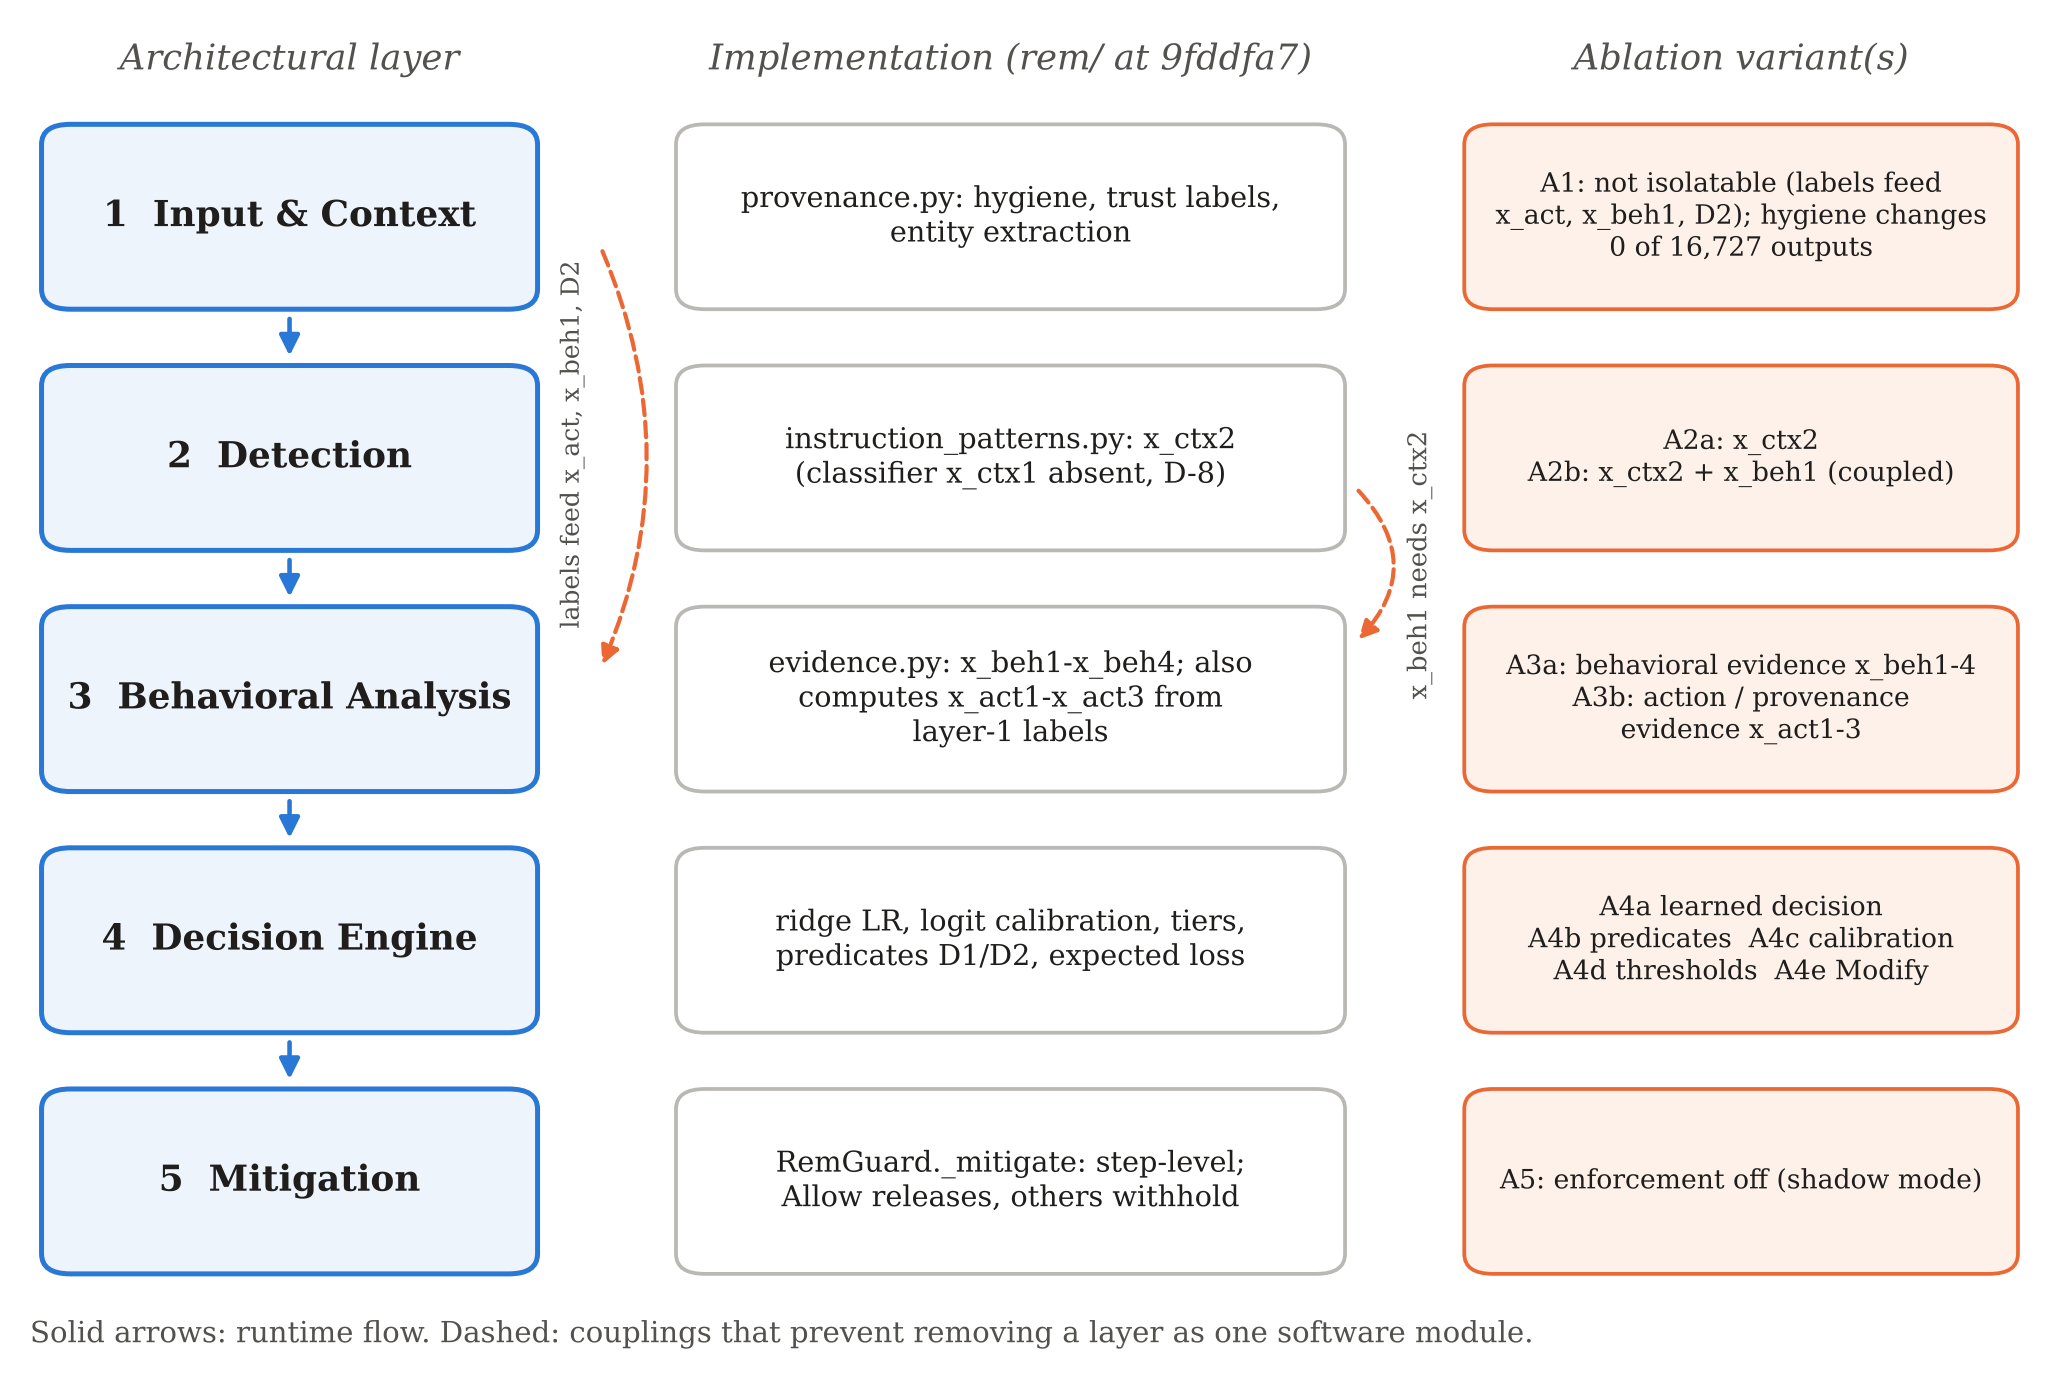 Architectural layer
Implementation (rem/ at 9fddfa7)
Ablation variant(s)
1  Input & Context
provenance.py: hygiene, trust labels,
entity extraction
A1: not isolatable (labels feed
x_act, x_beh1, D2); hygiene changes
0 of 16,727 outputs
labels feed x_act, x_beh1, D2
2  Detection
instruction_patterns.py: x_ctx2
(classifier x_ctx1 absent, D-8)
x_beh1 needs x_ctx2
A2a: x_ctx2
A2b: x_ctx2 + x_beh1 (coupled)
3  Behavioral Analysis
evidence.py: x_beh1-x_beh4; also
computes x_act1-x_act3 from
layer-1 labels
A3a: behavioral evidence x_beh1-4
A3b: action / provenance
evidence x_act1-3
4  Decision Engine
ridge LR, logit calibration, tiers,
predicates D1/D2, expected loss
A4a learned decision
A4b predicates  A4c calibration
A4d thresholds  A4e Modify
5  Mitigation
RemGuard._mitigate: step-level;
Allow releases, others withhold
A5: enforcement off (shadow mode)
Solid arrows: runtime flow. Dashed: couplings that prevent removing a layer as one software module.